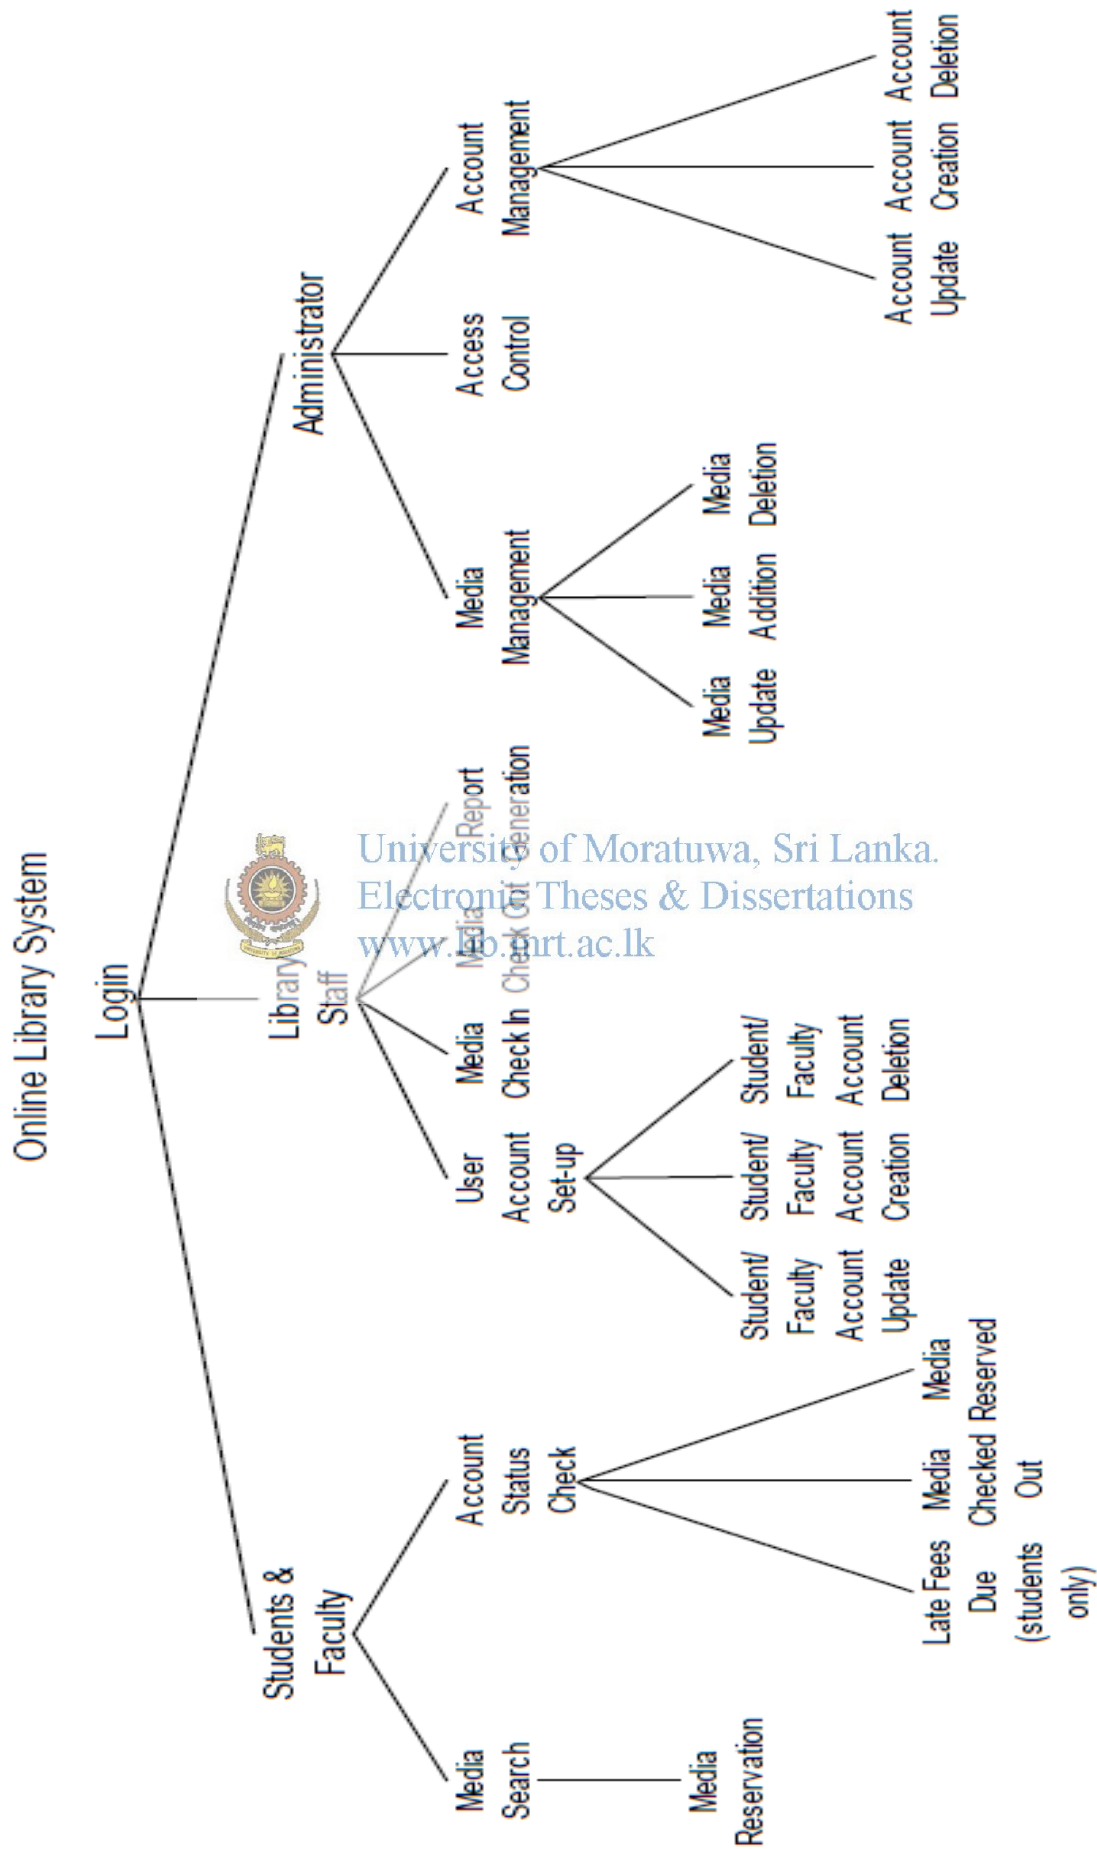 Online Library System
Login
Students &
Faculty
Library
Staff
Administrator
Media
Search
Account
Status
Check
User
Account
Set-up
Media
Check In
Media
Check Out
Report
Generation
Media
Management
Access
Control
Account
Management
Media
Reservation
Late Fees
Due
(students
only)
Media
Checked
Out
Media
Reserved
Student/
Faculty
Account
Update
Student/
Faculty
Account
Creation
Student/
Faculty
Account
Deletion
Media
Update
Media
Addition
Media
Deletion
Account
Update
Account
Creation
Account
Deletion
University of Moratuwa, Sri Lanka.
Electronic Theses & Dissertations
www.lib.mrt.ac.lk